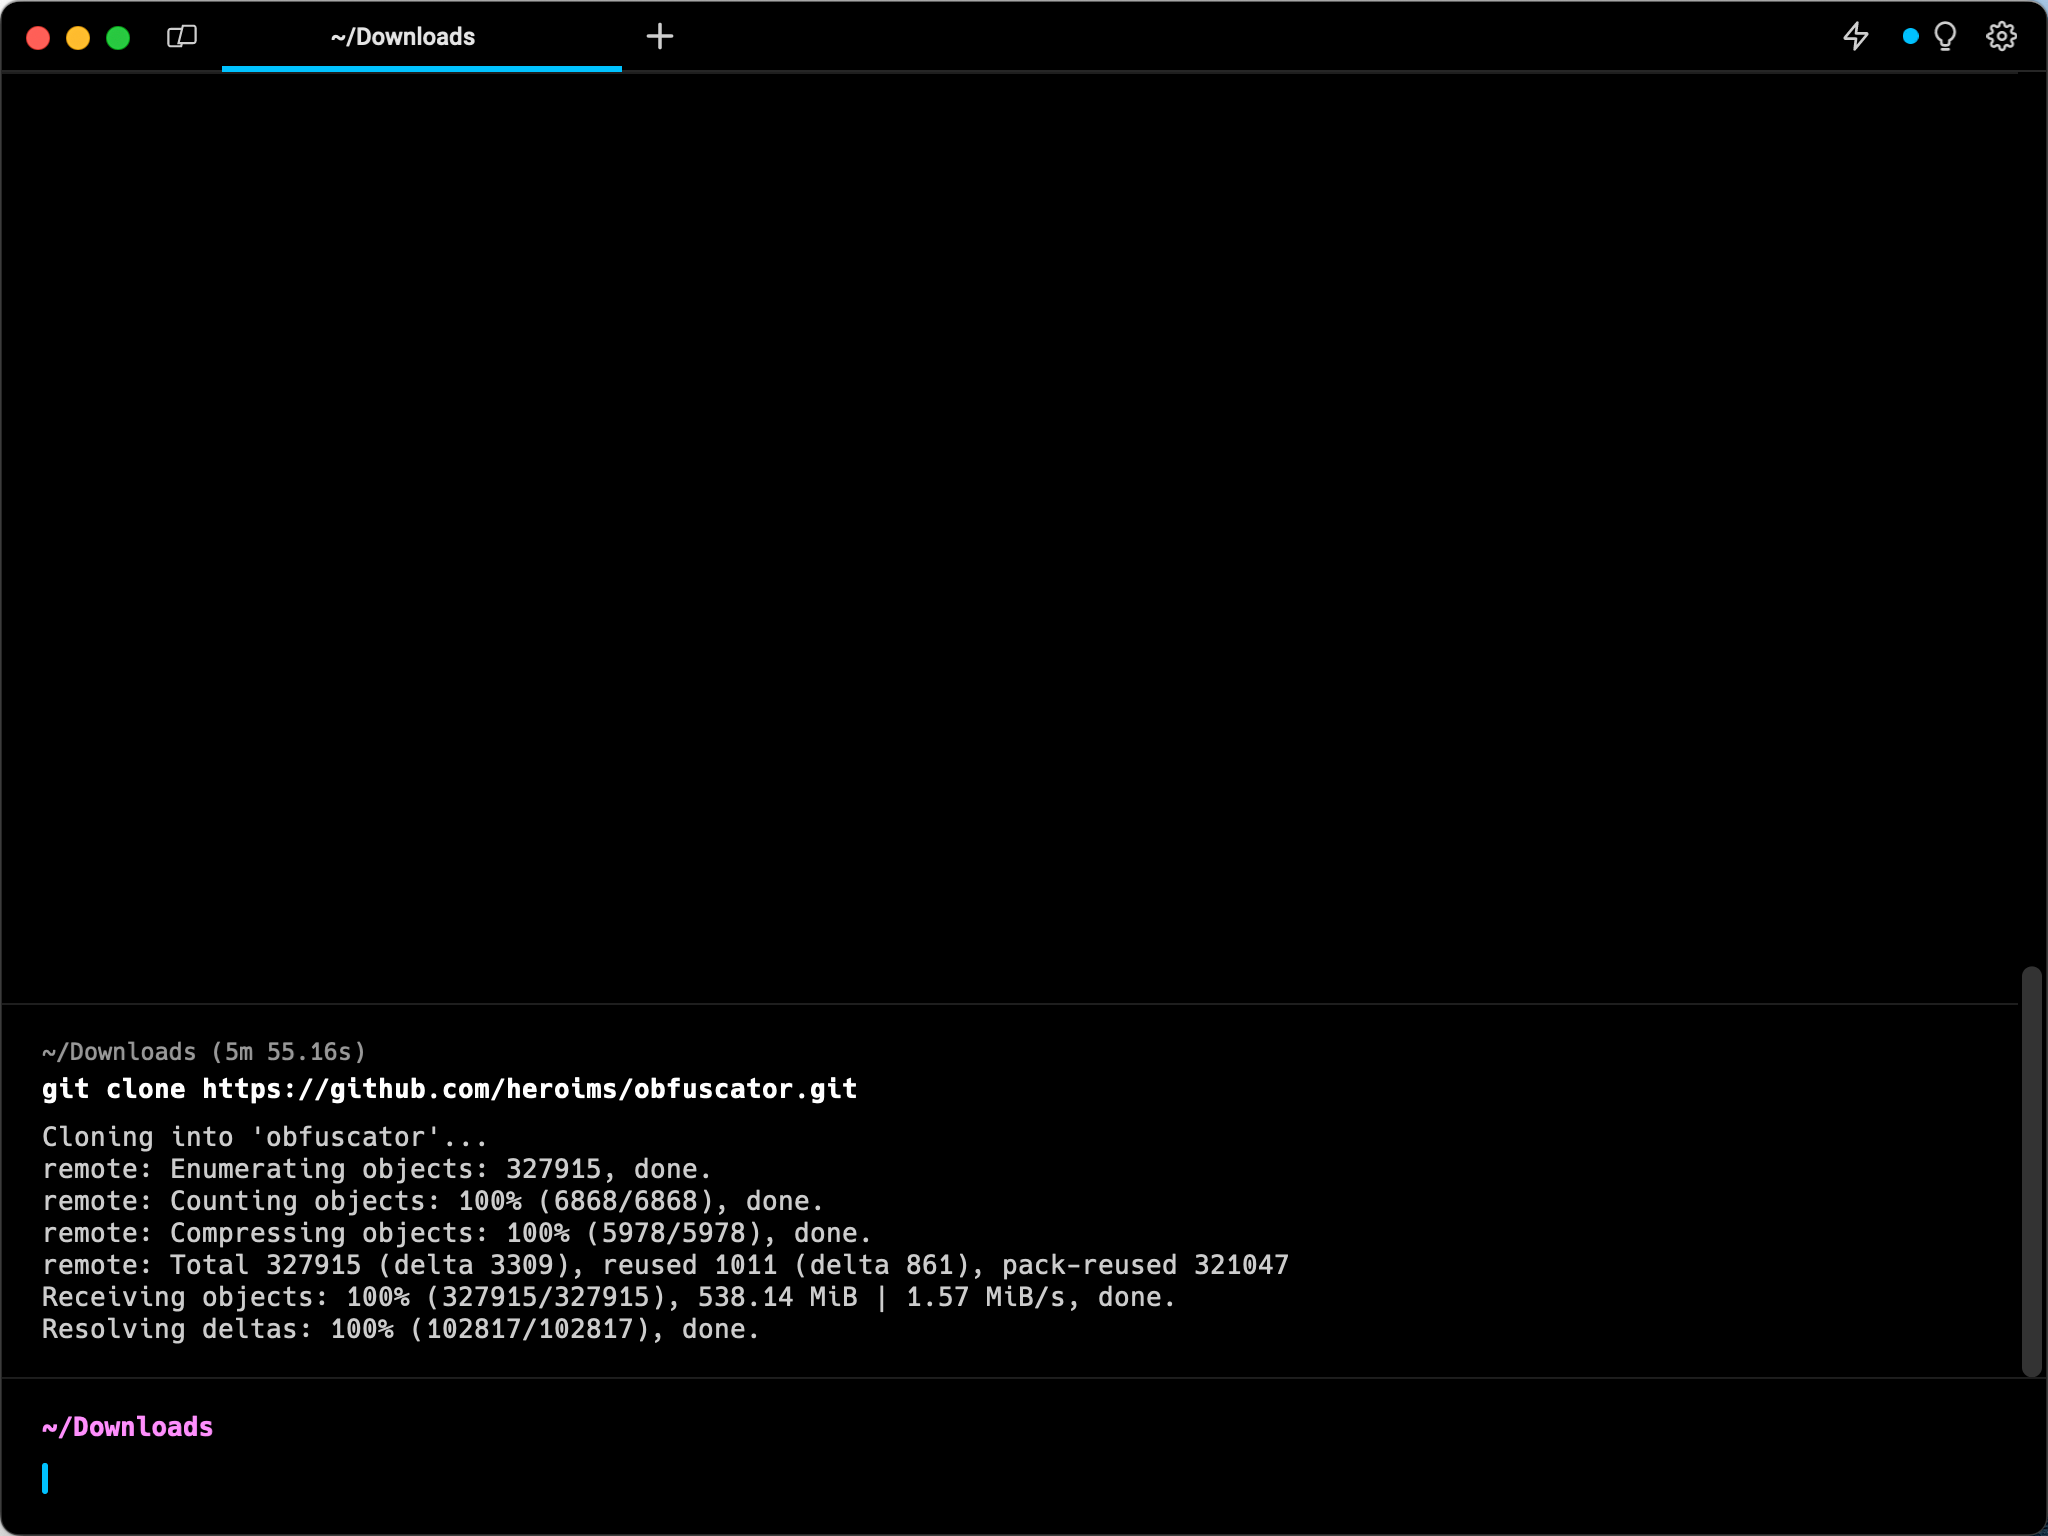 ~/Downloads
~/Downloads (5m 55.16s)
git clone https://github.com/heroims/obfuscator.git
Cloning into 'obfuscator'...
remote: Enumerating objects: 327915, done.
remote: Counting objects: 100% (6868/6868), done.
remote: Compressing objects: 100% (5978/5978), done.
remote: Total 327915 (delta 3309), reused 1011 (delta 861), pack-reused 321047
Receiving objects: 100% (327915/327915), 538.14 MiB | 1.57 MiB/s, done.
Resolving deltas: 100% (102817/102817), done.
~/Downloads